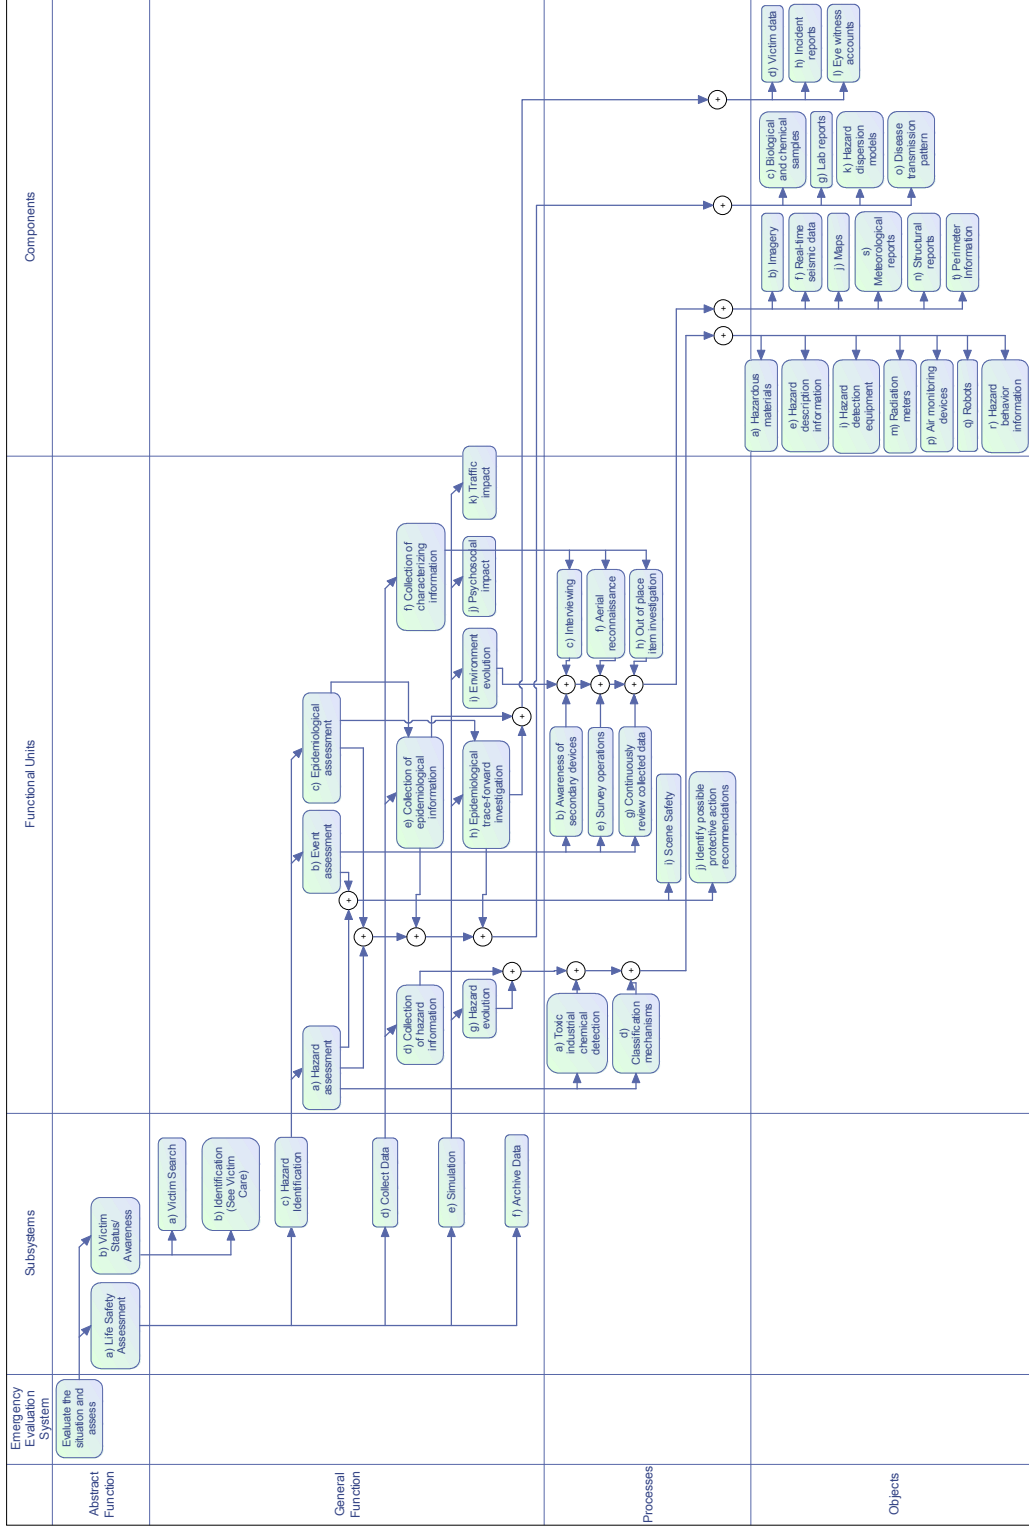 Emergency
Evaluation
System
Subsystems
Functional Units
Components
Abstract
Function
Evaluate the
situation and
assess
a) Life Safety
Assessment
b) Victim
Status/
Awareness
General
Function
a) Victim Search
b) Identification
(See Victim
Care)
c) Hazard
Identification
d) Collect Data
e) Simulation
f) Archive Data
a) Hazard
assessment
b) Event
assessment
c) Epidemiological
assessment
d) Collection
of hazard
information
e) Collection of
epidemiological
information
f) Collection of
characterizing
information
g) Hazard
evolution
h) Epidemiological
trace-forward
investigation
i) Environment
evolution
j) Psychosocial
impact
k) Traffic
impact
+
+
+
+
+
+
Processes
a) Toxic
industrial
chemical
detection
b) Awareness of
secondary devices
c) Interviewing
d)
Classification
mechanisms
e) Survey operations
f) Aerial
reconnaissance
g) Continuously
review collected data
h) Out of place
item investigation
i) Scene Safety
j) Identify possible
protective action
recommendations
+
+
+
+
+
Objects
+
+
+
+
a) Hazardous
materials
b) Imagery
c) Biological
and chemical
samples
d) Victim data
e) Hazard
description
information
f) Real-time
seismic data
g) Lab reports
h) Incident
reports
i) Hazard
detection
equipment
j) Maps
k) Hazard
dispersion
models
l) Eye witness
accounts
m) Radiation
meters
s)
Meteorological
reports
o) Disease
transmission
pattern
p) Air monitoring
devices
n) Structural
reports
q) Robots
t) Perimeter
Information
r) Hazard
behavior
information